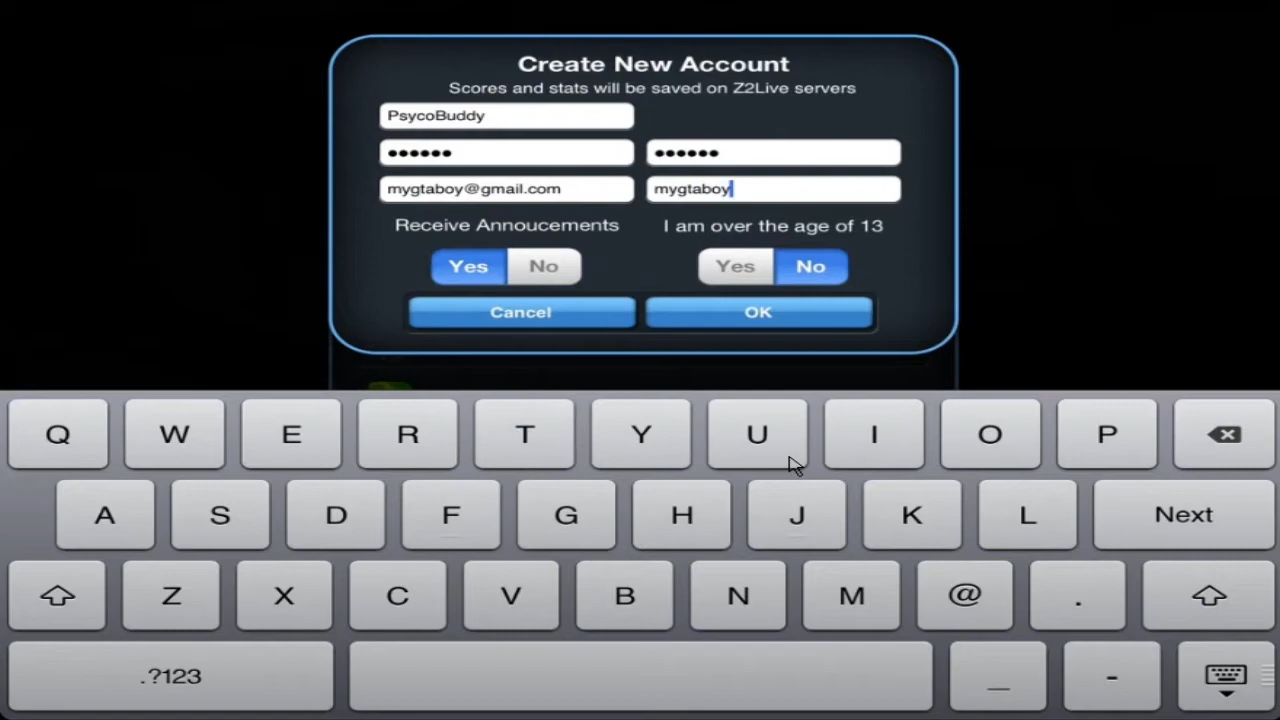 Create New Account
Scores and stats will be saved on Z2Live servers
PsycoBuddy
●●●●●● ●●●●●●
mygtaboy@gmail.com mygtaboy
Receive Annoucements I am over the age of 13
Yes No Yes No
Cancel OK
Q W E R T Y U I O P
A S D F G H J K L Next
Z X C V B N M @ .
.?123 _ -